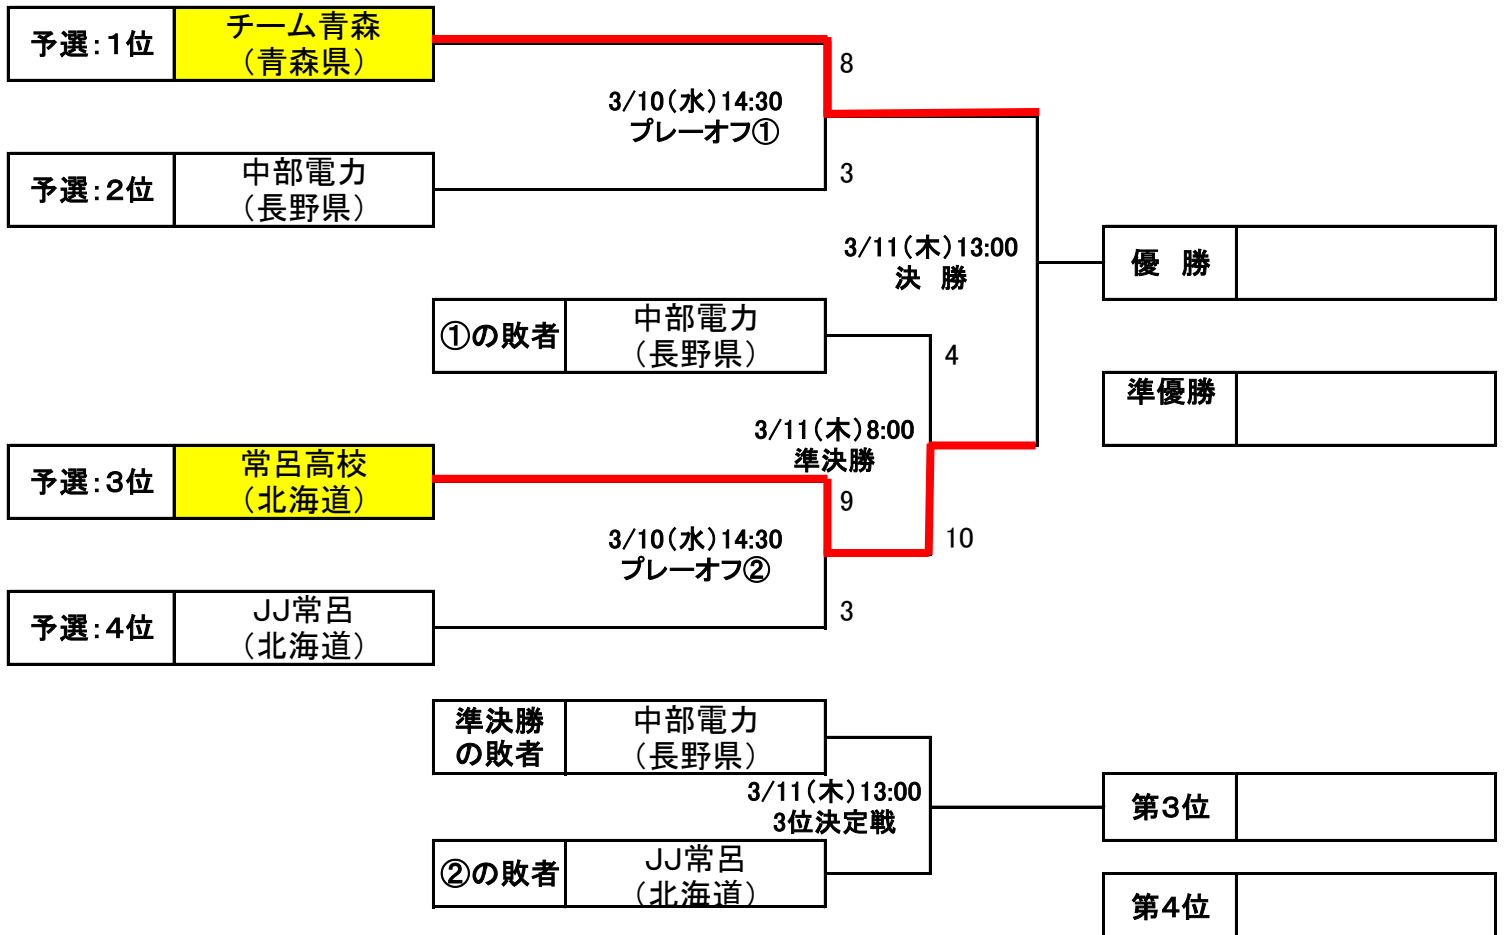 予選：１位
チーム青森
（青森県）
8
3/10（水）14:30
プレーオフ①
予選：２位
中部電力
（長野県）
3
3/11（木）13:00
決　勝
優　勝
①の敗者
中部電力
（長野県）
4
準優勝
3/11（木）8:00
準決勝
予選：３位
常呂高校
（北海道）
9
10
3/10（水）14:30
プレーオフ②
予選：４位
ＪＪ常呂
（北海道）
3
準決勝
の敗者
中部電力
（長野県）
3/11（木）13:00
3位決定戦
第３位
②の敗者
ＪＪ常呂
（北海道）
第４位